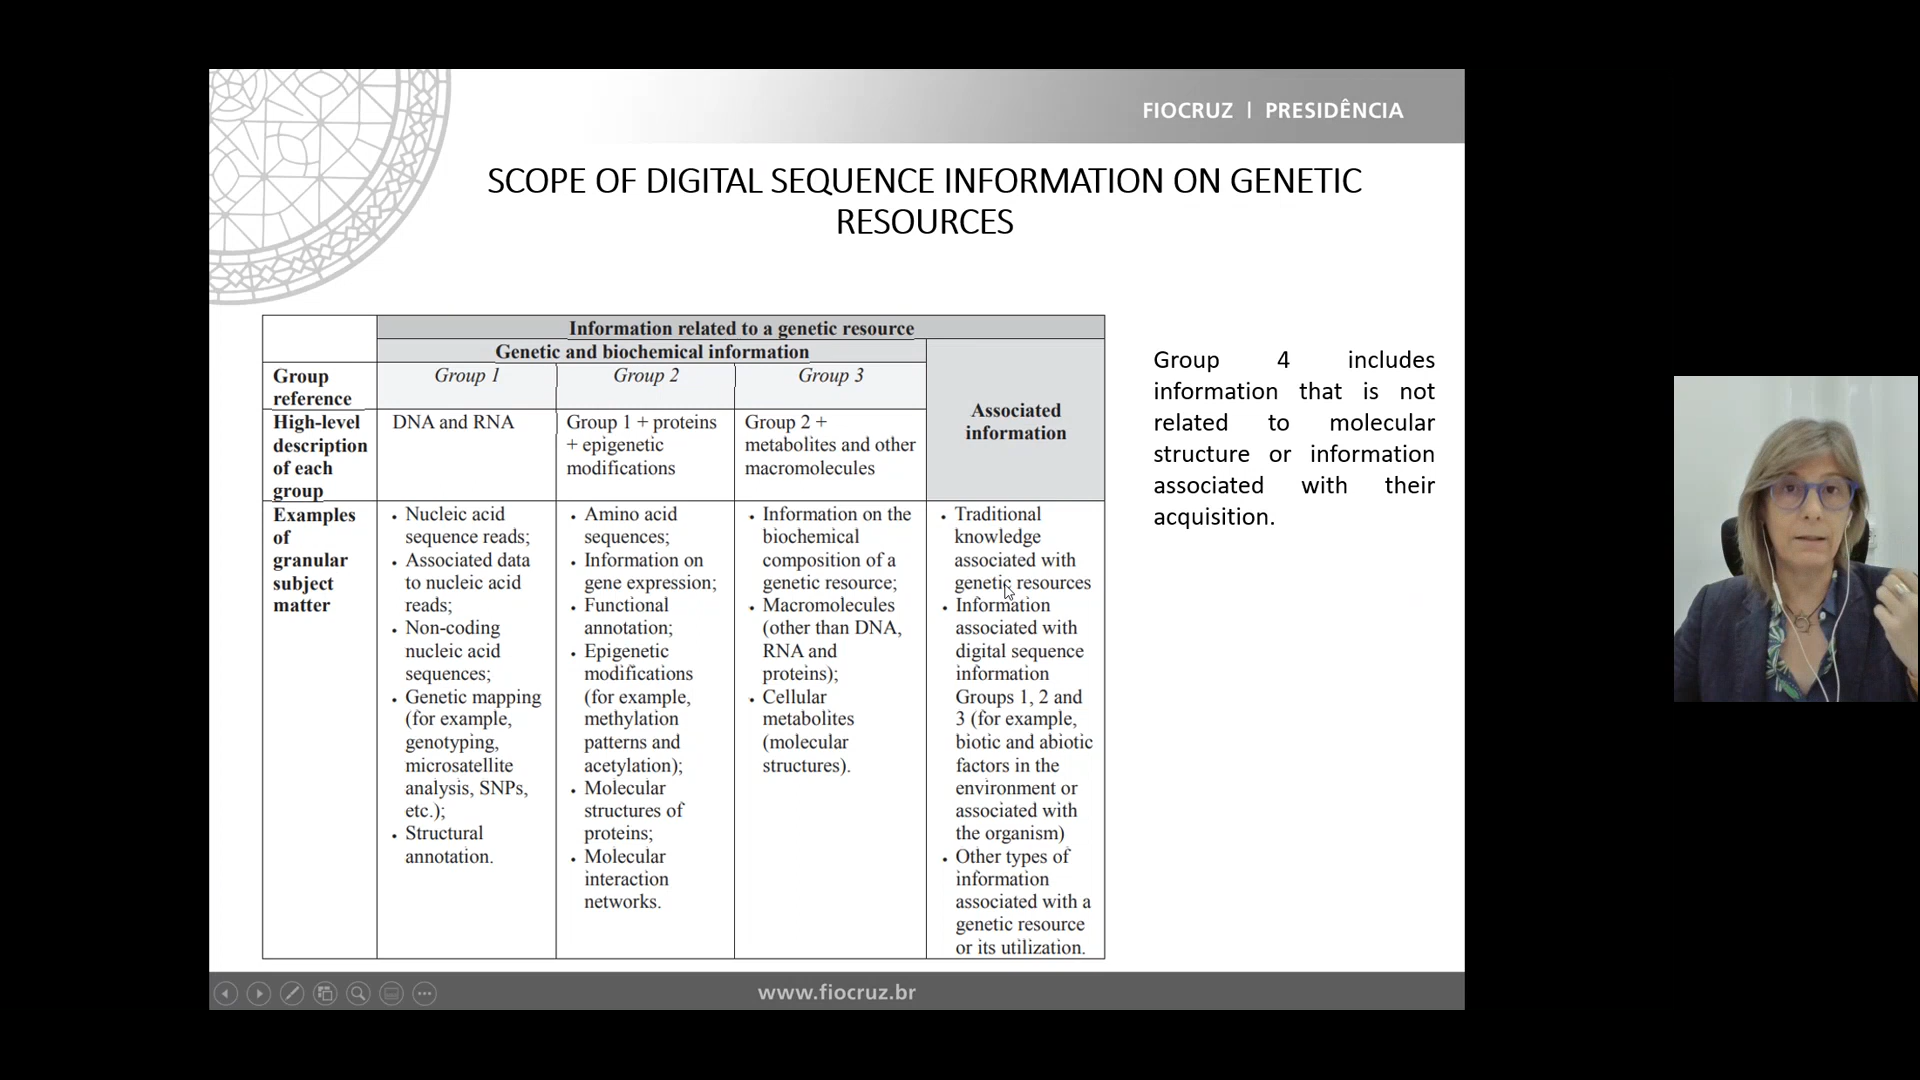 FIOCRUZ | PRESIDÊNCIA
SCOPE OF DIGITAL SEQUENCE INFORMATION ON GENETIC
RESOURCES
Information related to a genetic resource
Genetic and biochemical information
Group
reference
Group 1
Group 2
Group 3
Associated
information
High-level
description
of each
group
DNA and RNA
Group 1 + proteins
+ epigenetic
modifications
Group 2 +
metabolites and other
macromolecules
Examples
of
granular
subject
matter
• Nucleic acid
sequence reads;
• Associated data
to nucleic acid
reads;
• Non-coding
nucleic acid
sequences;
• Genetic mapping
(for example,
genotyping,
microsatellite
analysis, SNPs,
etc.);
• Structural
annotation.
• Amino acid
sequences;
• Information on
gene expression;
• Functional
annotation;
• Epigenetic
modifications
(for example,
methylation
patterns and
acetylation);
• Molecular
structures of
proteins;
• Molecular
interaction
networks.
• Information on the
biochemical
composition of a
genetic resource;
• Macromolecules
(other than DNA,
RNA and
proteins);
• Cellular
metabolites
(molecular
structures).
• Traditional
knowledge
associated with
genetic resources
• Information
associated with
digital sequence
information
Groups 1, 2 and
3 (for example,
biotic and abiotic
factors in the
environment or
associated with
the organism)
• Other types of
information
associated with a
genetic resource
or its utilization.
Group 4 includes
information that is not
related to molecular
structure or information
associated with their
acquisition.
www.fiocruz.br